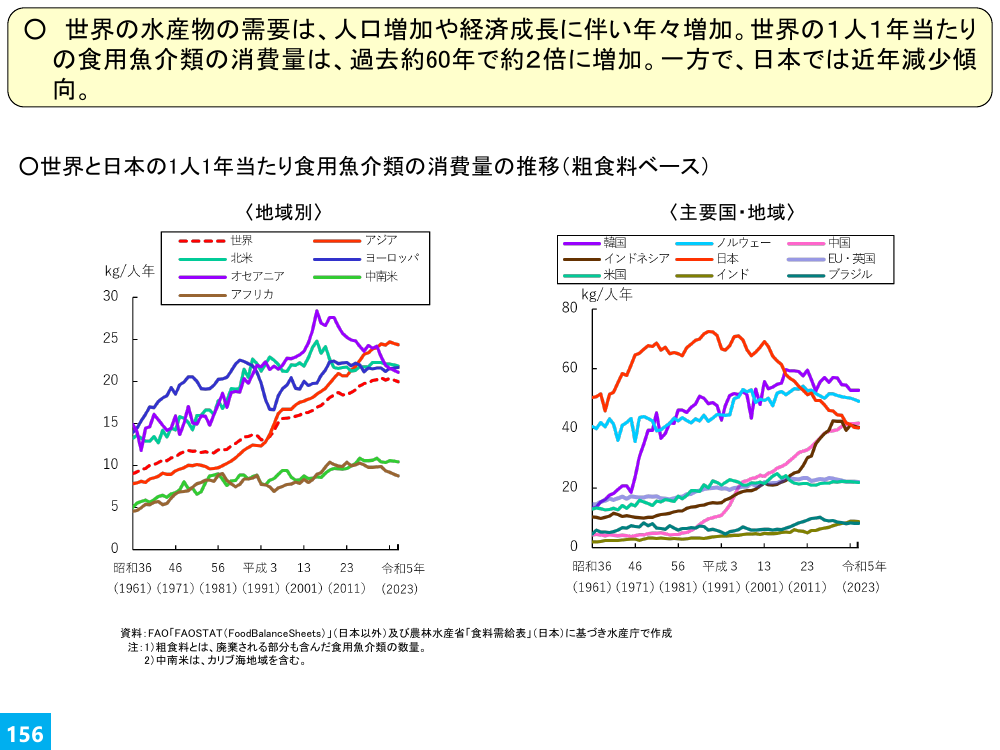 ○ 世界の水産物の需要は、人口増加や経済成長に伴い年々増加。世界の１人１年当たり
の食用魚介類の消費量は、過去約60年で約２倍に増加。一方で、日本では近年減少傾
向。
○世界と日本の1人1年当たり食用魚介類の消費量の推移（粗食料ベース）
〈地域別〉
世界 アジア
北米 ヨーロッパ
オセアニア 中南米
アフリカ
kg/人年
30
25
20
15
10
5
0
昭和36 46 56 平成３ 13 23 令和5年
(1961) (1971) (1981) (1991) (2001) (2011) (2023)
〈主要国・地域〉
韓国 ノルウェー 中国
インドネシア 日本 EU・英国
米国 インド ブラジル
kg/人年
80
60
40
20
0
昭和36 46 56 平成３ 13 23 令和5年
(1961) (1971) (1981) (1991) (2001) (2011) (2023)
資料：FAO「FAOSTAT（FoodBalanceSheets）」（日本以外）及び農林水産省「食料需給表」（日本）に基づき水産庁で作成
注：１）粗食料とは、廃棄される部分も含んだ食用魚介類の数量。
２）中南米は、カリブ海地域を含む。
156